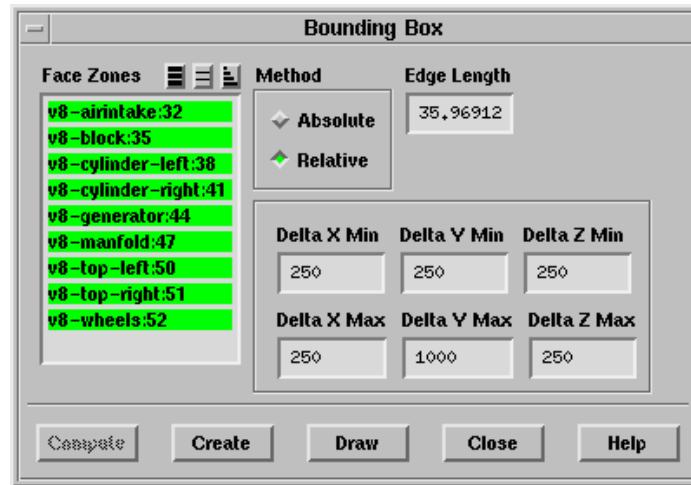 Bounding Box
Face Zones
Method
Edge Length
v8-airintake:32
v8-block:35
v8-cylinder-left:38
v8-cylinder-right:41
v8-generator:44
v8-manfold:47
v8-top-left:50
v8-top-right:51
v8-wheels:52
Absolute
Relative
35.96912
Delta X Min Delta Y Min Delta Z Min
250 250 250
Delta X Max Delta Y Max Delta Z Max
250 1000 250
Compute Create Draw Close Help